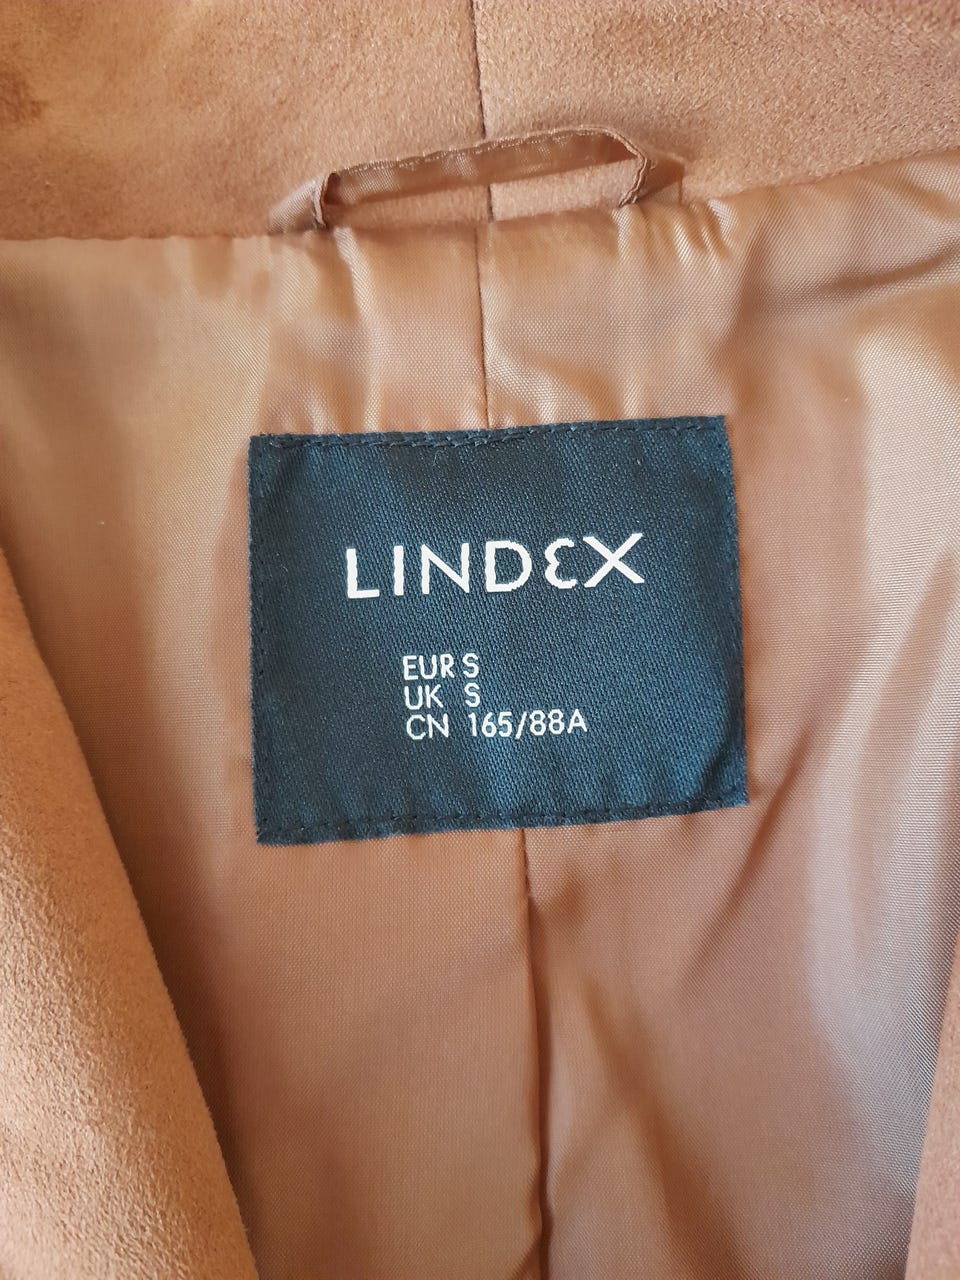 LINDEX
EUR S
UK S
CN 165/88A